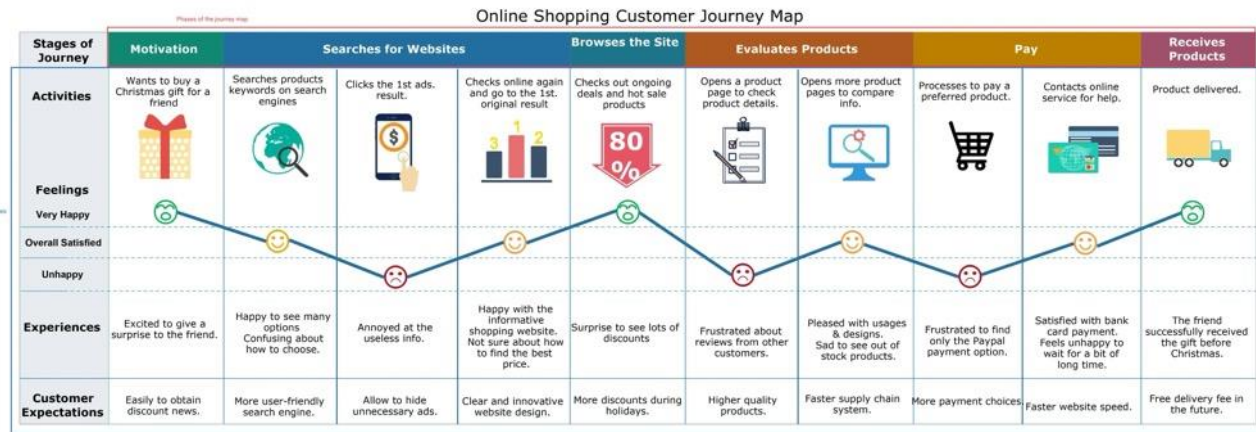 Online Shopping Customer Journey Map
Phases of the journey map
Stages of
Journey
Motivation
Searches for Websites
Browses the Site
Evaluates Products
Pay
Receives
Products
Activities
Wants to buy a
Christmas gift for a
friend
Searches products
keywords on search
engines
Clicks the 1st ads.
result.
Checks online again
and go to the 1st.
original result
Checks out ongoing
deals and hot sale
products
Opens a product
page to check
product details.
Opens more product
pages to compare
info.
Processes to pay a
preferred product.
Contacts online
service for help.
Product delivered.
$
3 1 2
80
%
Feelings
Very Happy
Overall Satisfied
Unhappy
Experiences
Excited to give a
surprise to the friend.
Happy to see many
options
Confusing about
how to choose.
Annoyed at the
useless info.
Happy with the
informative
shopping website.
Not sure about how
to find the best
price.
Surprise to see lots of
discounts
Frustrated about
reviews from other
customers.
Pleased with usages
& designs.
Sad to see out of
stock products.
Frustrated to find
only the Paypal
payment option.
Satisfied with bank
card payment.
Feels unhappy to
wait for a bit of
long time.
The friend
successfully received
the gift before
Christmas.
Customer
Expectations
Easily to obtain
discount news.
More user-friendly
search engine.
Allow to hide
unnecessary ads.
Clear and innovative
website design.
More discounts during
holidays.
Higher quality
products.
Faster supply chain
system.
More payment choices
Faster website speed.
Free delivery fee in
the future.